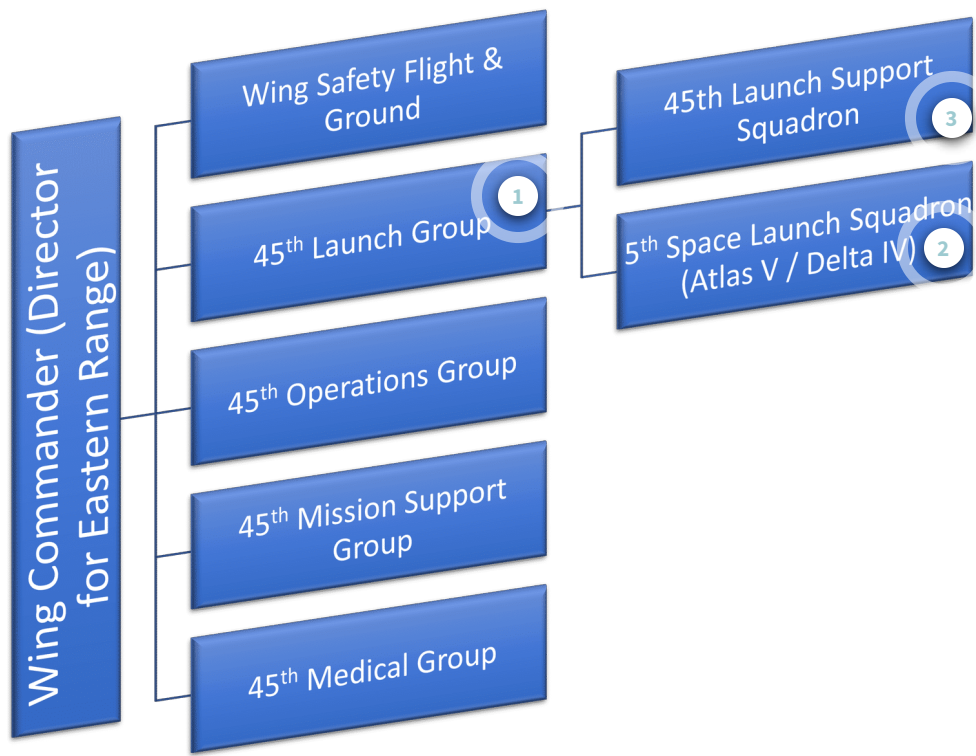 Wing Commander (Director
for Eastern Range)
Wing Safety Flight &
Ground
45th Launch Group
1
45th Operations Group
45th Mission Support
Group
45th Medical Group
45th Launch Support
Squadron
3
5th Space Launch Squadron
(Atlas V / Delta IV)
2